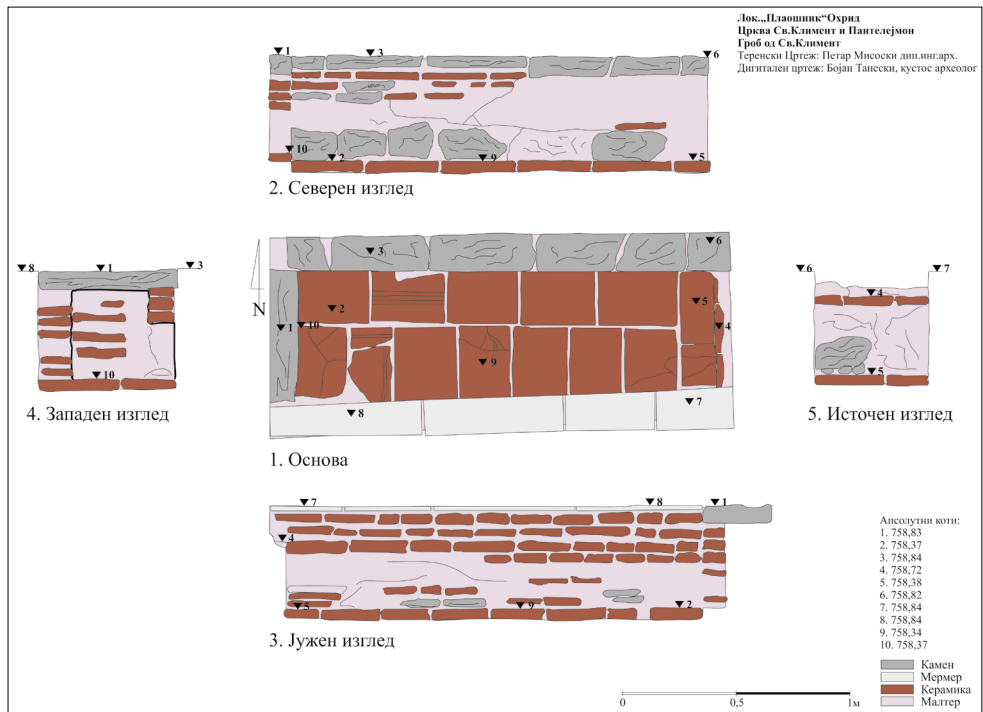 Лок.„Плаошник“Охрид
Црква Св.Климент и Пантелејмон
Гроб од Св.Климент
Теренски Цртеж: Петар Мисоски дип.инг.арх.
Дигитален цртеж: Бојан Танески, кустос археолог
1
3
6
10
2
9
5
2. Северен изглед
8
1
3
10
4. Западен изглед
N
3
6
2
5
1
10
4
9
8
7
1. Основа
6
7
4
5
5. Источен изглед
7
8
1
4
5
9
2
3. Јужен изглед
Апсолутни коти:
1. 758,83
2. 758,37
3. 758,84
4. 758,72
5. 758,38
6. 758,82
7. 758,84
8. 758,84
9. 758,34
10. 758,37
Камен
Мермер
Керамика
Малтер
0 0,5 1м